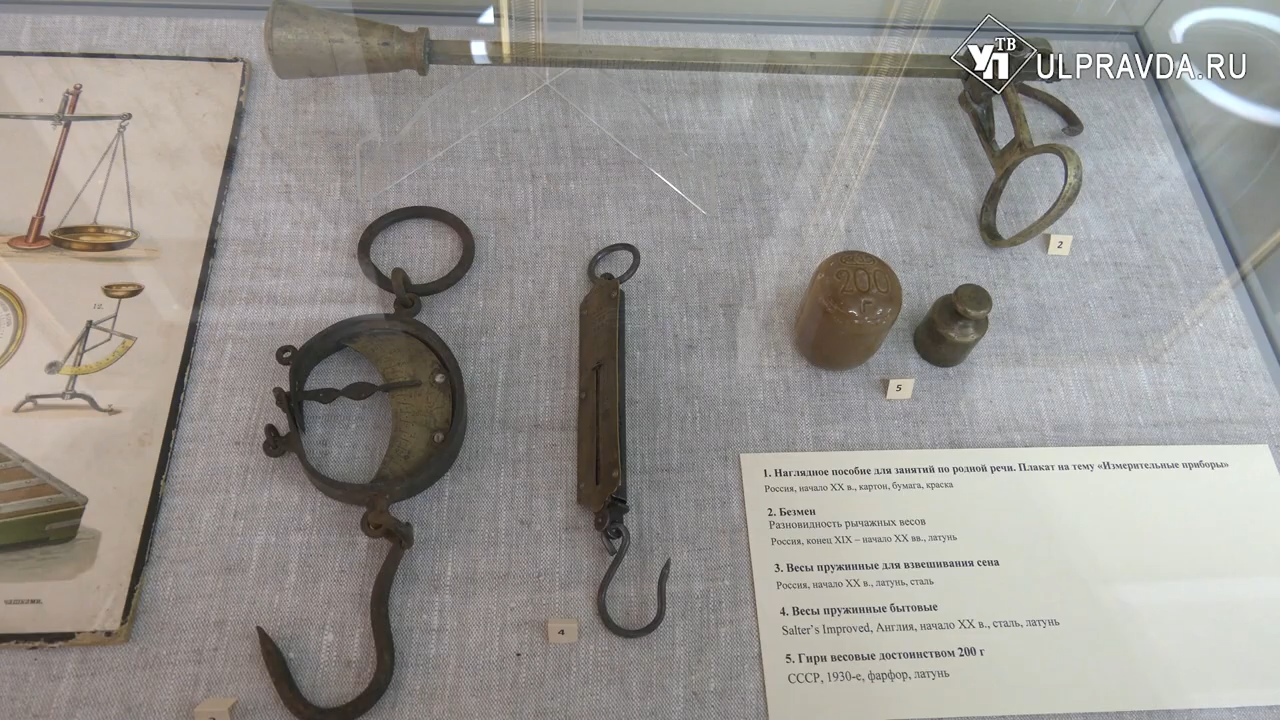 УП ТВ
ULPRAVDA.RU
12.
2
200
Г.
5
4
3
1. Наглядное пособие для занятий по родной речи. Плакат на тему «Измерительные приборы»
Россия, начало XX в., картон, бумага, краска
2. Безмен
Разновидность рычажных весов
Россия, конец XIX – начало XX вв., латунь
3. Весы пружинные для взвешивания сена
Россия, начало XX в., латунь, сталь
4. Весы пружинные бытовые
Salter's Improved, Англия, начало XX в., сталь, латунь
5. Гири весовые достоинством 200 г
СССР, 1930-е, фарфор, латунь